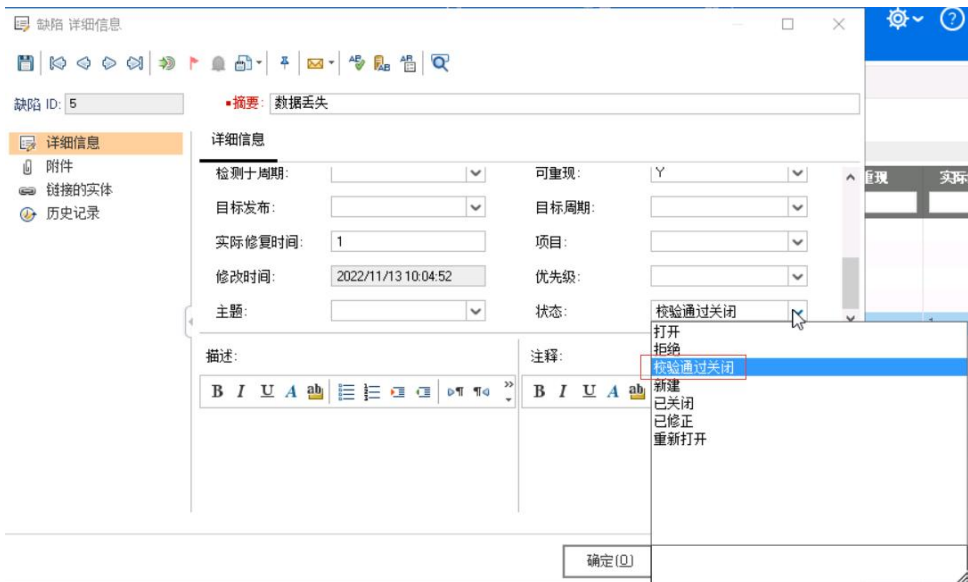 缺陷 详细信息
缺陷 ID: 5
摘要: 数据丢失
详细信息
附件
链接的实体
历史记录
详细信息
检测于周期: 可重现: Y
目标发布: 目标周期:
实际修复时间: 1 项目:
修改时间: 2022/11/13 10:04:52 优先级:
主题: 状态: 校验通过关闭
打开
拒绝
校验通过关闭
新建
已关闭
已修正
重新打开
描述: 注释:
B I U A ab
B I U A ab
确定(O)
重现 实际